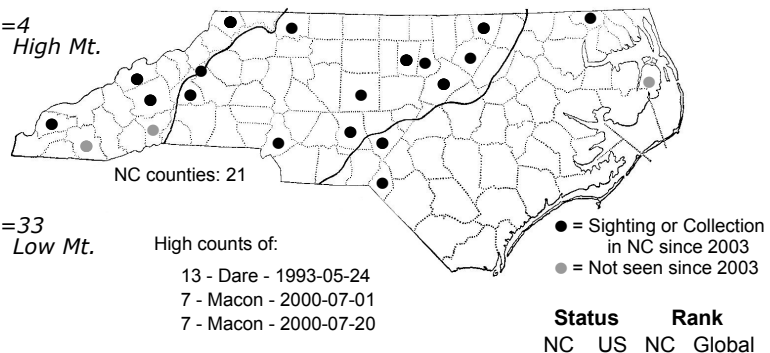 =4
High Mt.
NC counties: 21
=33
Low Mt.
High counts of:
13 - Dare - 1993-05-24
7 - Macon - 2000-07-01
7 - Macon - 2000-07-20
= Sighting or Collection
in NC since 2003
= Not seen since 2003
Status Rank
NC US NC Global